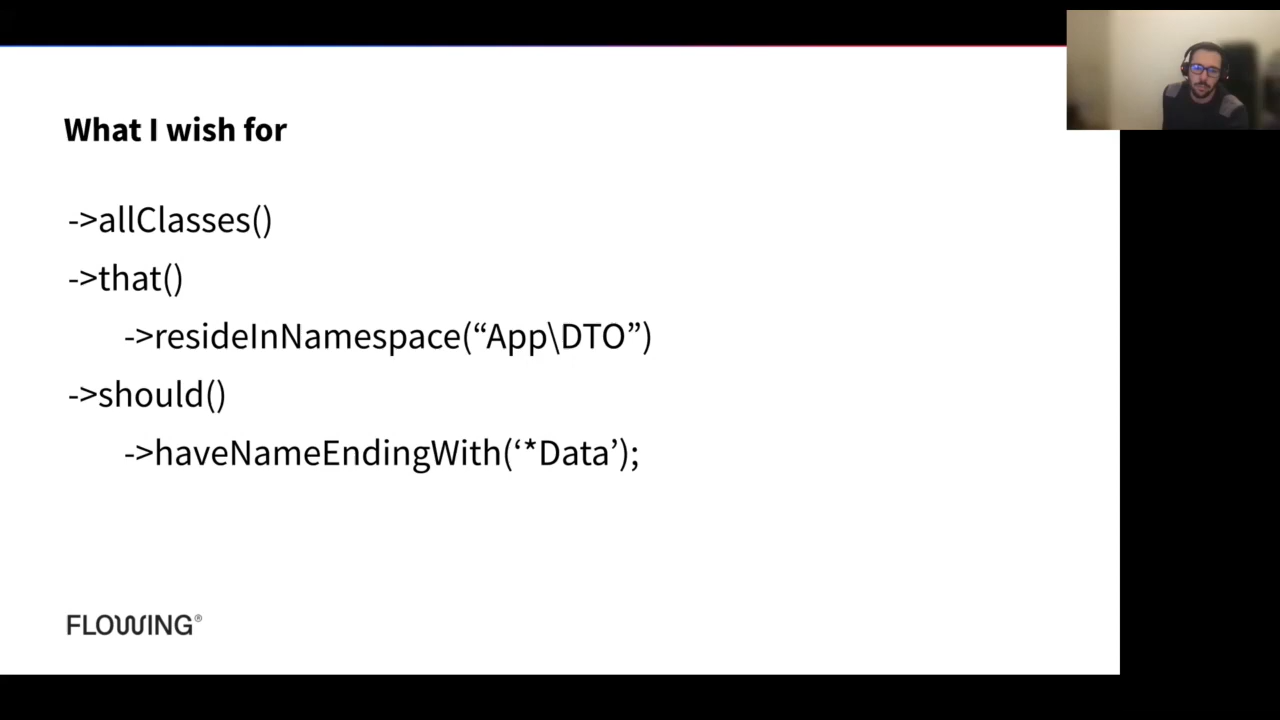 What I wish for
->allClasses()
->that()
->resideInNamespace(“App\DTO”)
->should()
->haveNameEndingWith(‘*Data’);
FLOWING®